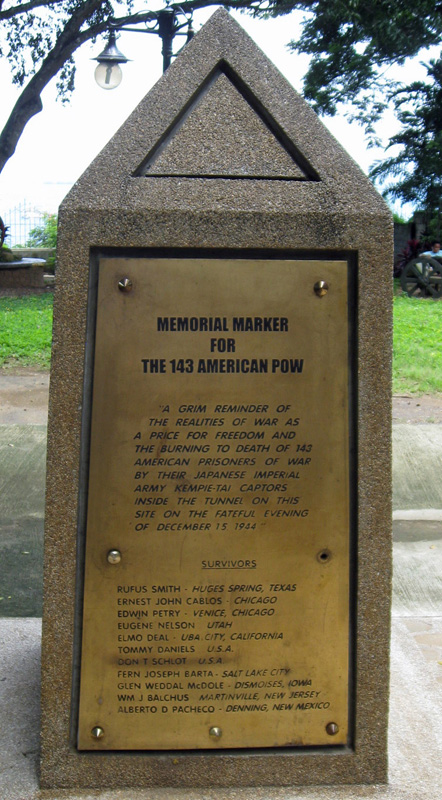 MEMORIAL MARKER
FOR
THE 143 AMERICAN POW
"A GRIM REMINDER OF
THE REALITIES OF WAR AS
A PRICE FOR FREEDOM AND
THE BURNING TO DEATH OF 143
AMERICAN PRISONERS OF WAR
BY THEIR JAPANESE IMPERIAL
ARMY KEMPIE-TAI CAPTORS
INSIDE THE TUNNEL ON THIS
SITE ON THE FATEFUL EVENING
OF DECEMBER 15 1944"
SURVIVORS
RUFUS SMITH - HUGES SPRING, TEXAS
ERNEST JOHN CABLOS - CHICAGO
EDWIN PETRY - VENICE, CHICAGO
EUGENE NELSON UTAH
ELMO DEAL - UBA CITY, CALIFORNIA
TOMMY DANIELS U.S.A.
DON T SCHLOT U.S.A.
FERN JOSEPH BARTA - SALT LAKE CITY
GLEN WEDDAL McDOLE - DISMOISES, IOWA
WM J BALCHUS MARTINVILLE, NEW JERSEY
ALBERTO D PACHECO - DENNING, NEW MEXICO